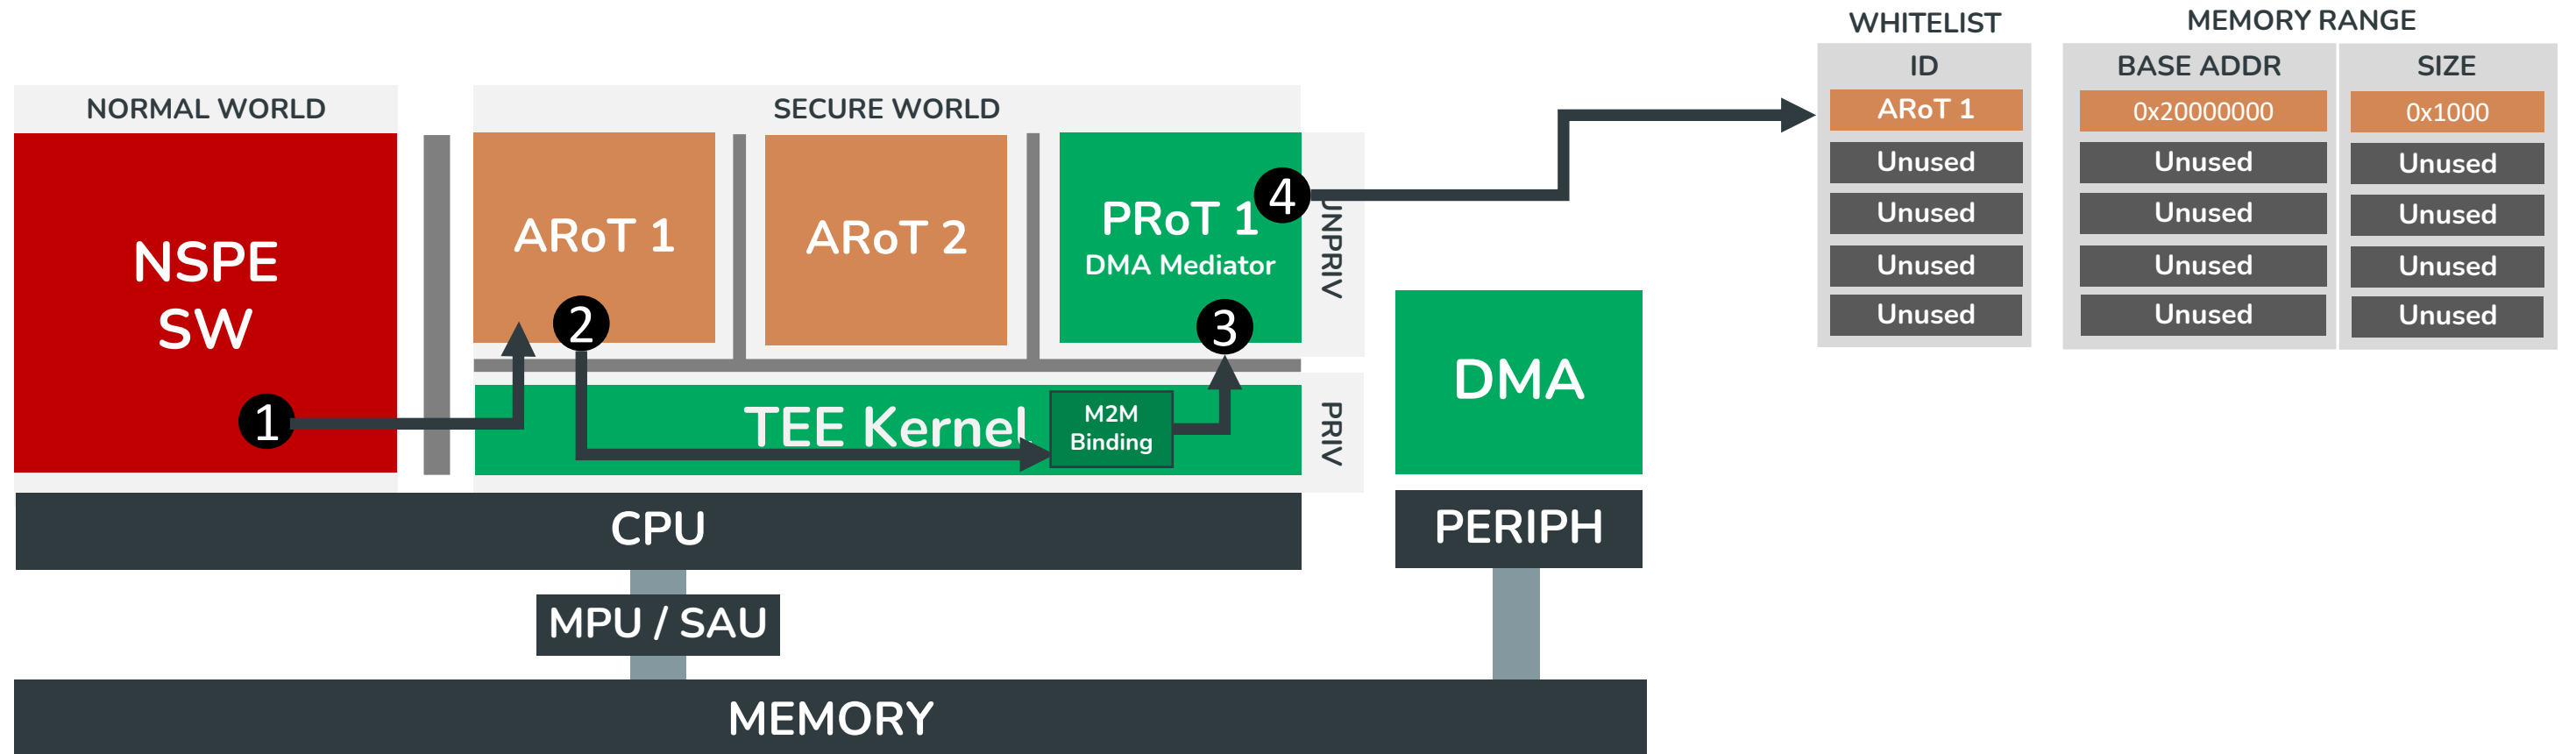 WHITELIST
MEMORY RANGE
ID
BASE ADDR
SIZE
ARoT 1
0x20000000
0x1000
Unused
Unused
Unused
Unused
Unused
Unused
Unused
Unused
Unused
Unused
Unused
Unused
NORMAL WORLD
SECURE WORLD
NSPE
SW
1
ARoT 1
2
ARoT 2
PRoT 1
DMA Mediator
3
4
UNPRIV
TEE Kernel
M2M
Binding
PRIV
DMA
CPU
PERIPH
MPU / SAU
MEMORY